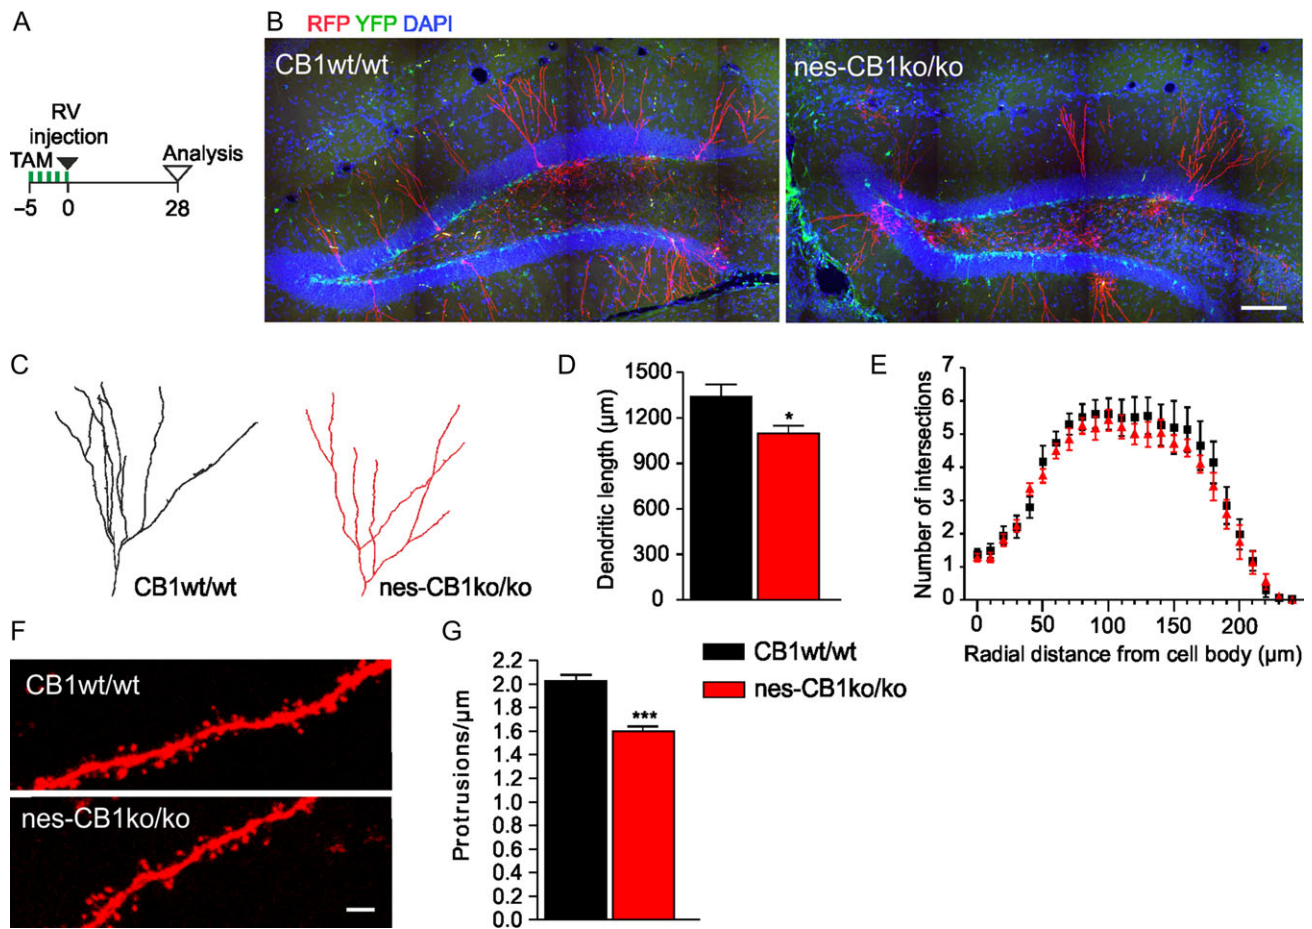 A
RV
injection
TAM
Analysis
–5
0
28
B
RFP YFP DAPI
CB1wt/wt
nes-CB1ko/ko
C
CB1wt/wt
nes-CB1ko/ko
D
Dendritic length (µm)
1500
1200
900
600
300
0
*
E
Number of intersections
7
6
5
4
3
2
1
0
0
50
100
150
200
Radial distance from cell body (µm)
F
CB1wt/wt
nes-CB1ko/ko
G
Protrusions/µm
2.2
2.0
1.8
1.6
1.4
1.2
1.0
0.8
0.6
0.4
0.2
0.0
***
CB1wt/wt
nes-CB1ko/ko